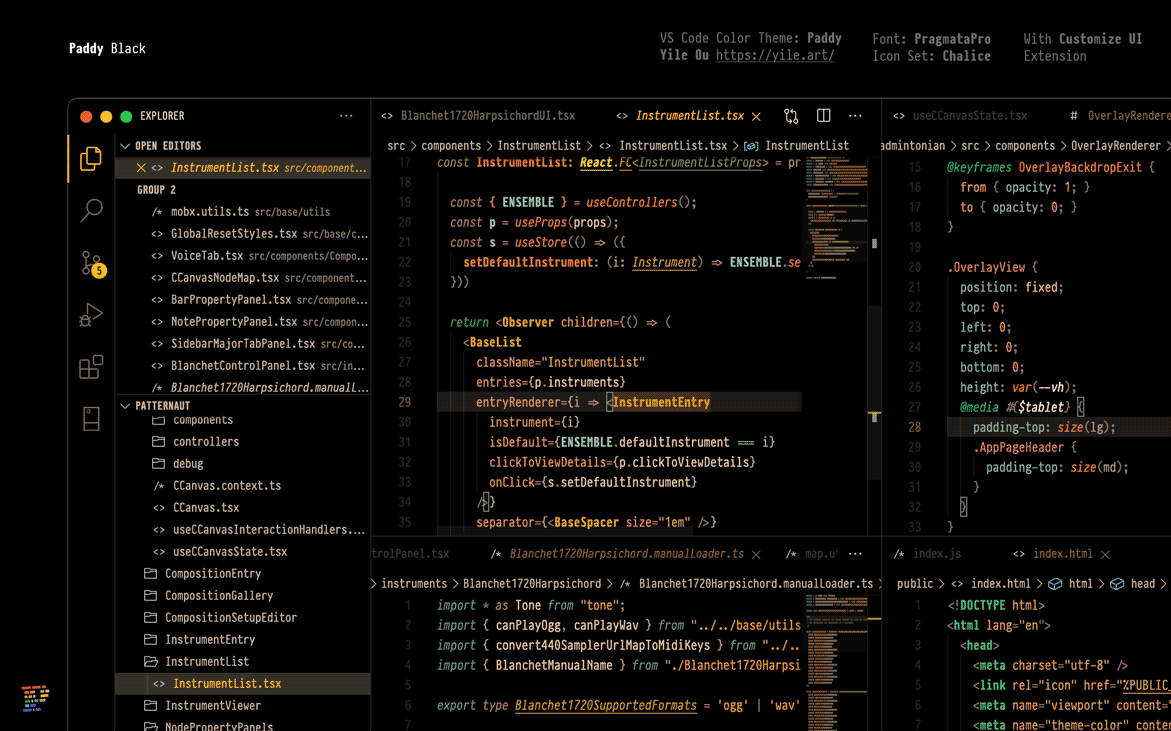 Paddy Black
VS Code Color Theme: Paddy
Yile Ou https://yile.art/
Font: PragmataPro
Icon Set: Chalice
With Customize UI
Extension
EXPLORER
OPEN EDITORS
InstrumentList.tsx src/component...
GROUP 2
/* mobx.utils.ts src/base/utils
<> GlobalResetStyles.tsx src/base/c...
<> VoiceTab.tsx src/components/Compo...
<> CCanvasNodeMap.tsx src/component...
<> BarPropertyPanel.tsx src/compone...
<> NotePropertyPanel.tsx src/compon...
<> SidebarMajorTabPanel.tsx src/co...
<> BlanchetControlPanel.tsx src/in...
/* Blanchet1720Harpsichord.manualL...
5
PATTERNAUT
components
controllers
debug
/* CCanvas.context.ts
<> CCanvas.tsx
<> useCCanvasInteractionHandlers....
<> useCCanvasState.tsx
CompositionEntry
CompositionGallery
CompositionSetupEditor
InstrumentEntry
InstrumentList
<> InstrumentList.tsx
InstrumentViewer
NodePropertyPanels
<> Blanchet1720HarpsichordUI.tsx
<> InstrumentList.tsx
src > components > InstrumentList > <> InstrumentList.tsx > InstrumentList
17 const InstrumentList: React.FC<InstrumentListProps> = pr
18
19 const { ENSEMBLE } = useControllers();
20 const p = useProps(props);
21 const s = useStore(() => ({
22 setDefaultInstrument: (i: Instrument) => ENSEMBLE.se
23 }))
24
25 return <Observer children={() => (
26 <BaseList
27 className="InstrumentList"
28 entries={p.instruments}
29 entryRenderer={i => <InstrumentEntry
30 instrument={i}
31 isDefault={ENSEMBLE.defaultInstrument === i}
32 clickToViewDetails={p.clickToViewDetails}
33 onClick={s.setDefaultInstrument}
34 />}
35 separator={<BaseSpacer size="1em" />}
<> useCCanvasState.tsx
# OverlayRendere
admintonian > src > components > OverlayRenderer >
15 @keyframes OverlayBackdropExit {
16 from { opacity: 1; }
17 to { opacity: 0; }
18 }
19
20 .OverlayView {
21 position: fixed;
22 top: 0;
23 left: 0;
24 right: 0;
25 bottom: 0;
26 height: var(--vh);
27 @media #{$tablet} {
28 padding-top: size(lg);
29 .AppPageHeader {
30 padding-top: size(md);
31 }
32 }
33 }
trolPanel.tsx
/* Blanchet1720Harpsichord.manualLoader.ts
/* map.u
> instruments > Blanchet1720Harpsichord > /* Blanchet1720Harpsichord.manualLoader.ts >
1 import * as Tone from "tone";
2 import { canPlayOgg, canPlayWav } from "../../base/utils
3 import { convert440SamplerUrlMapToMidiKeys } from "../..
4 import { BlanchetManualName } from "./Blanchet1720Harpsi
5
6 export type Blanchet1720SupportedFormats = 'ogg' | 'wav'
7
/* index.js
<> index.html
public > <> index.html > html > head >
1 <!DOCTYPE html>
2 <html lang="en">
3 <head>
4 <meta charset="utf-8" />
5 <link rel="icon" href="%PUBLIC_
6 <meta name="viewport" content="
7 <meta name="theme-color" conten